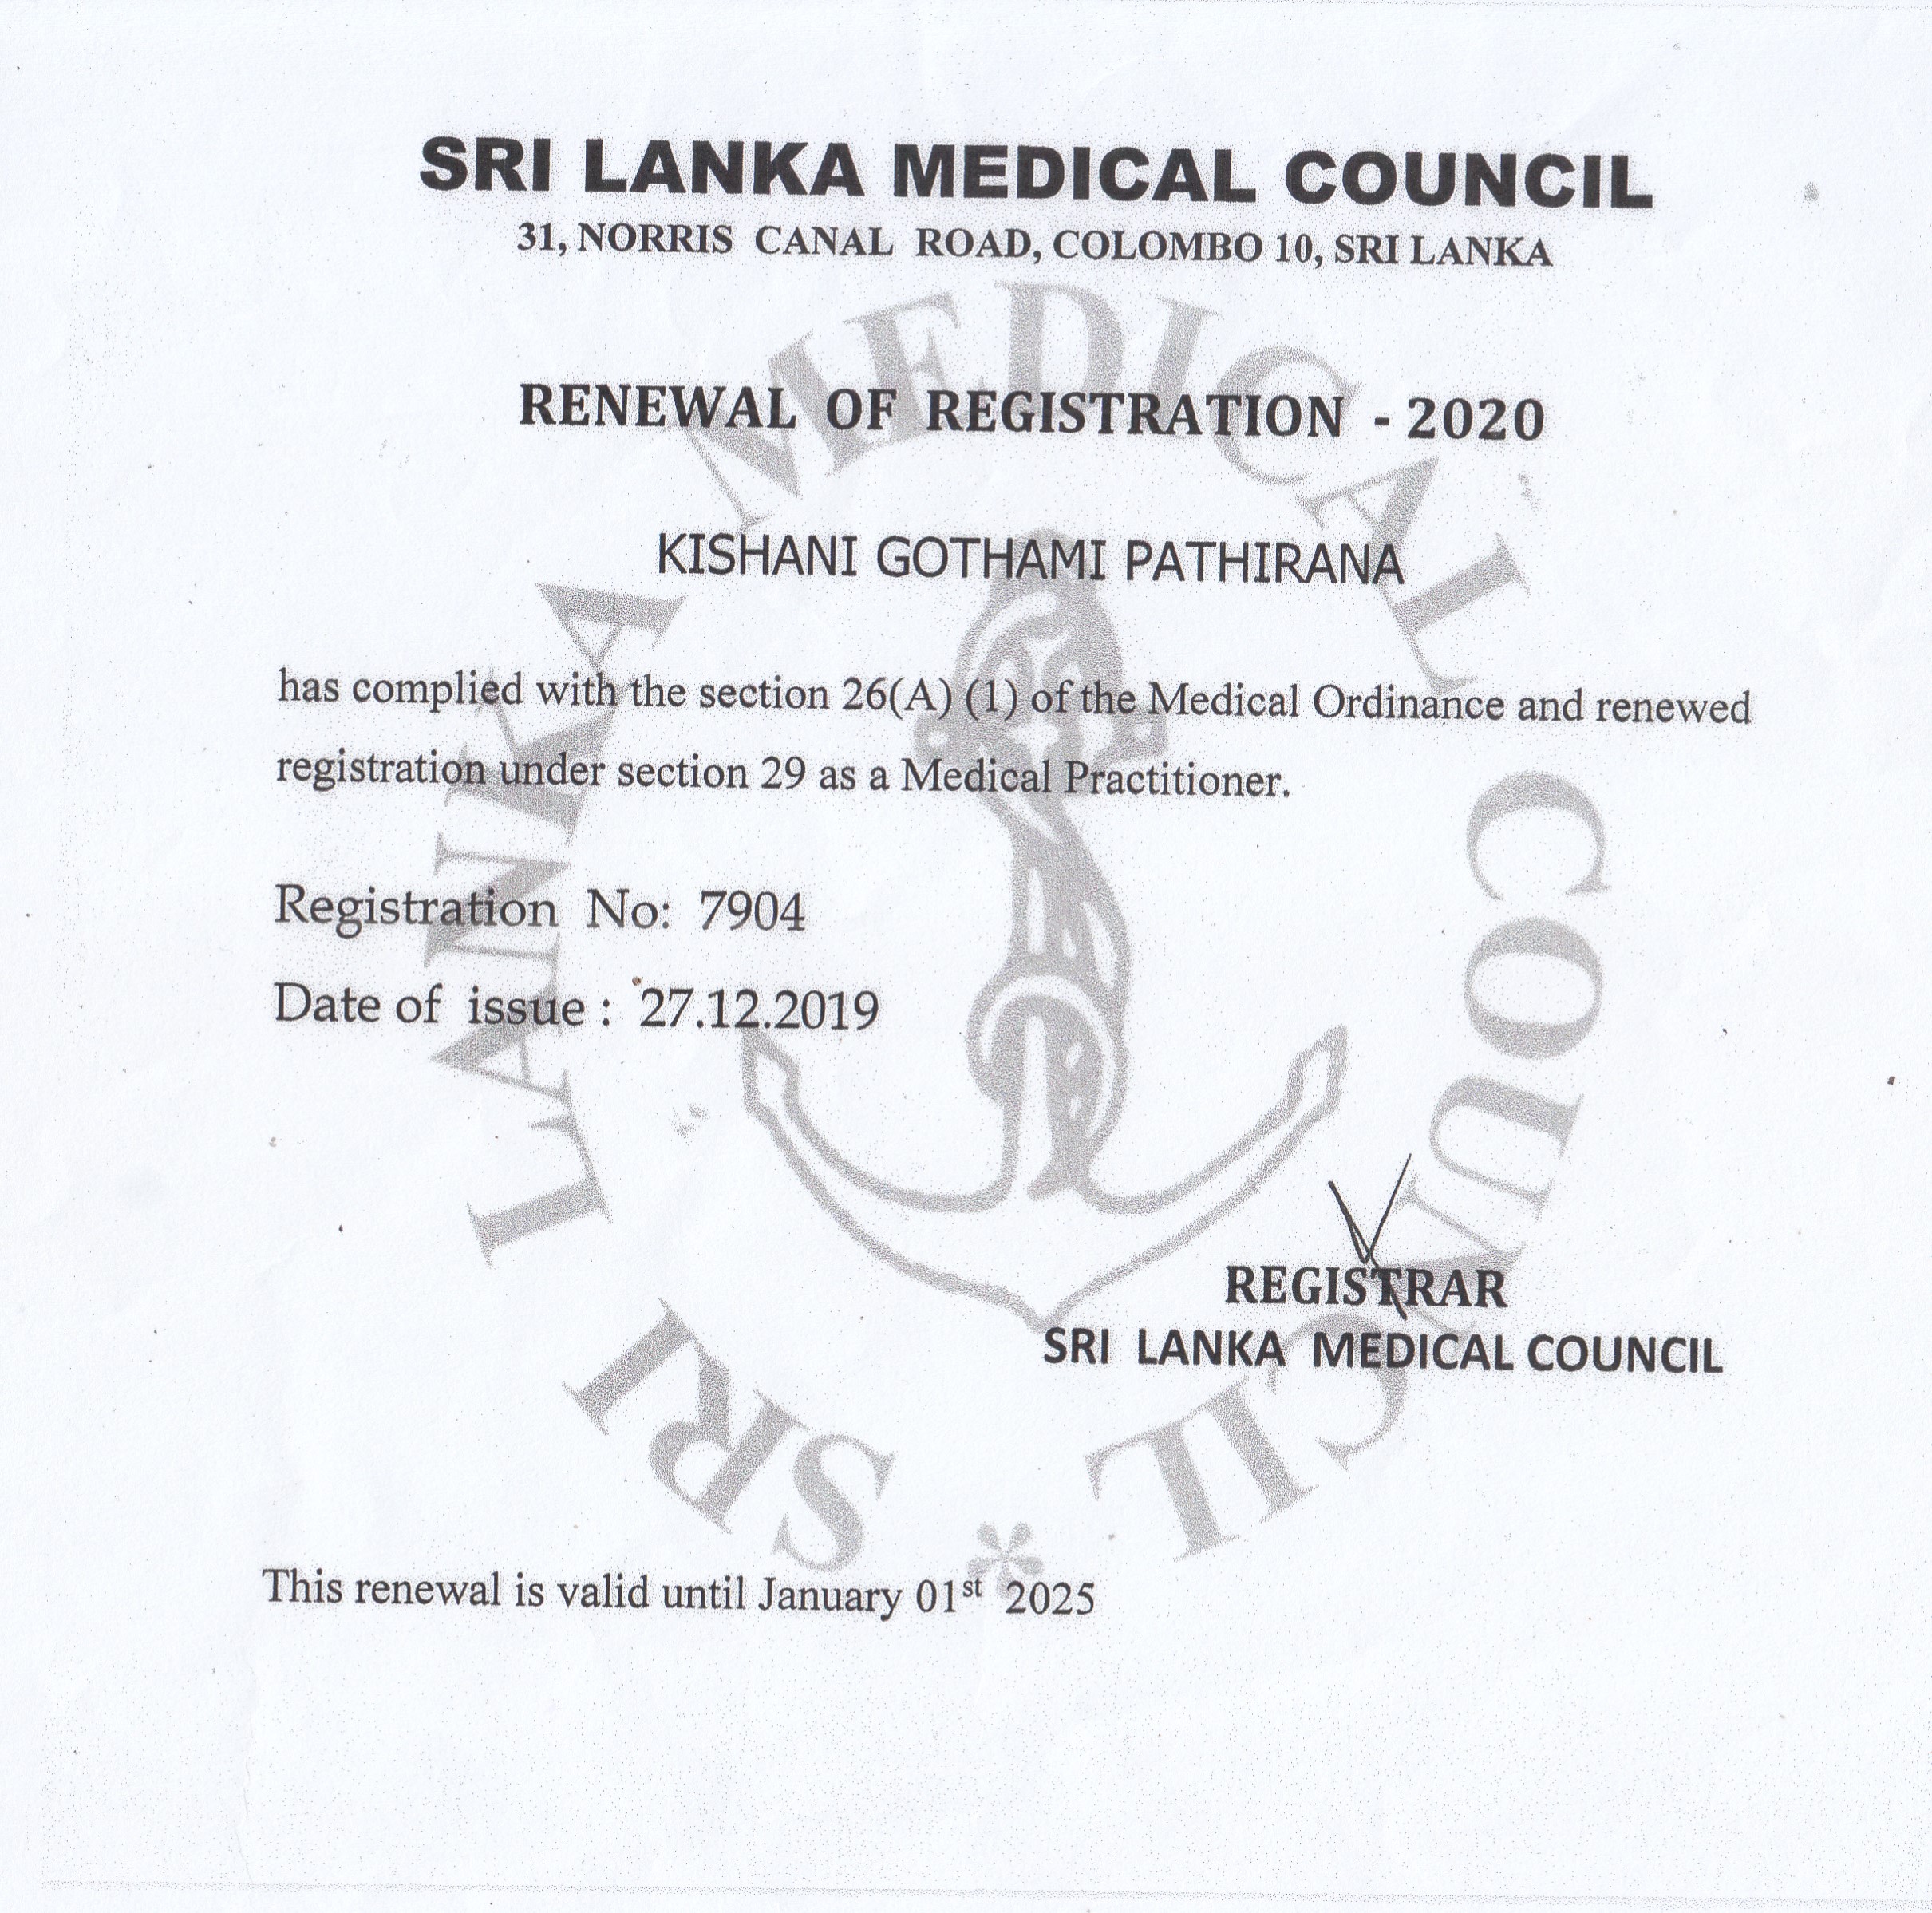 SRI LANKA MEDICAL COUNCIL
31, NORRIS CANAL ROAD, COLOMBO 10, SRI LANKA
RENEWAL OF REGISTRATION - 2020
KISHANI GOTHAMI PATHIRANA
has complied with the section 26(A) (1) of the Medical Ordinance and renewed
registration under section 29 as a Medical Practitioner.
Registration No: 7904
Date of issue : 27.12.2019
REGISTRAR
SRI LANKA MEDICAL COUNCIL
SRI LANKA MEDICAL COUNCIL *
This renewal is valid until January 01st 2025